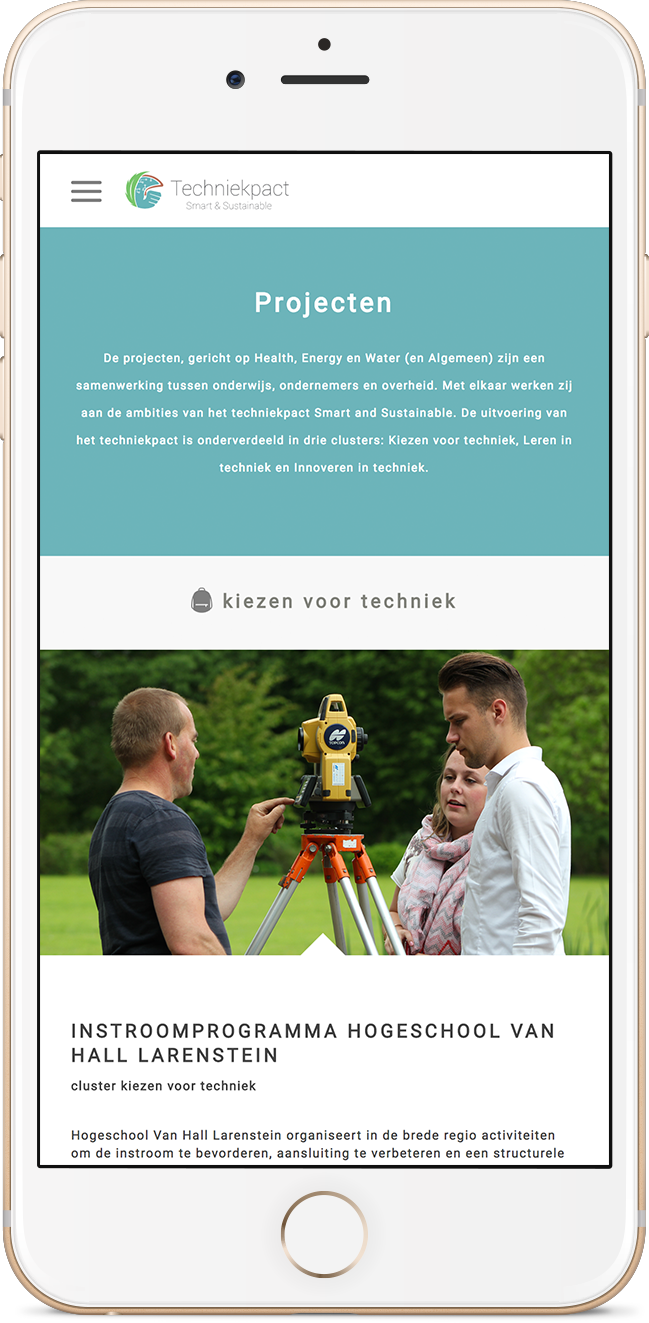 Techniekpact
Smart & Sustainable
Projecten
De projecten, gericht op Health, Energy en Water (en Algemeen) zijn een
samenwerking tussen onderwijs, ondernemers en overheid. Met elkaar werken zij
aan de ambities van het techniekpact Smart and Sustainable. De uitvoering van
het techniekpact is onderverdeeld in drie clusters: Kiezen voor techniek, Leren in
techniek en Innoveren in techniek.
kiezen voor techniek
TOPCON
INSTROOMPROGRAMMA HOGESCHOOL VAN
HALL LARENSTEIN
cluster kiezen voor techniek
Hogeschool Van Hall Larenstein organiseert in de brede regio activiteiten
om de instroom te bevorderen, aansluiting te verbeteren en een structurele